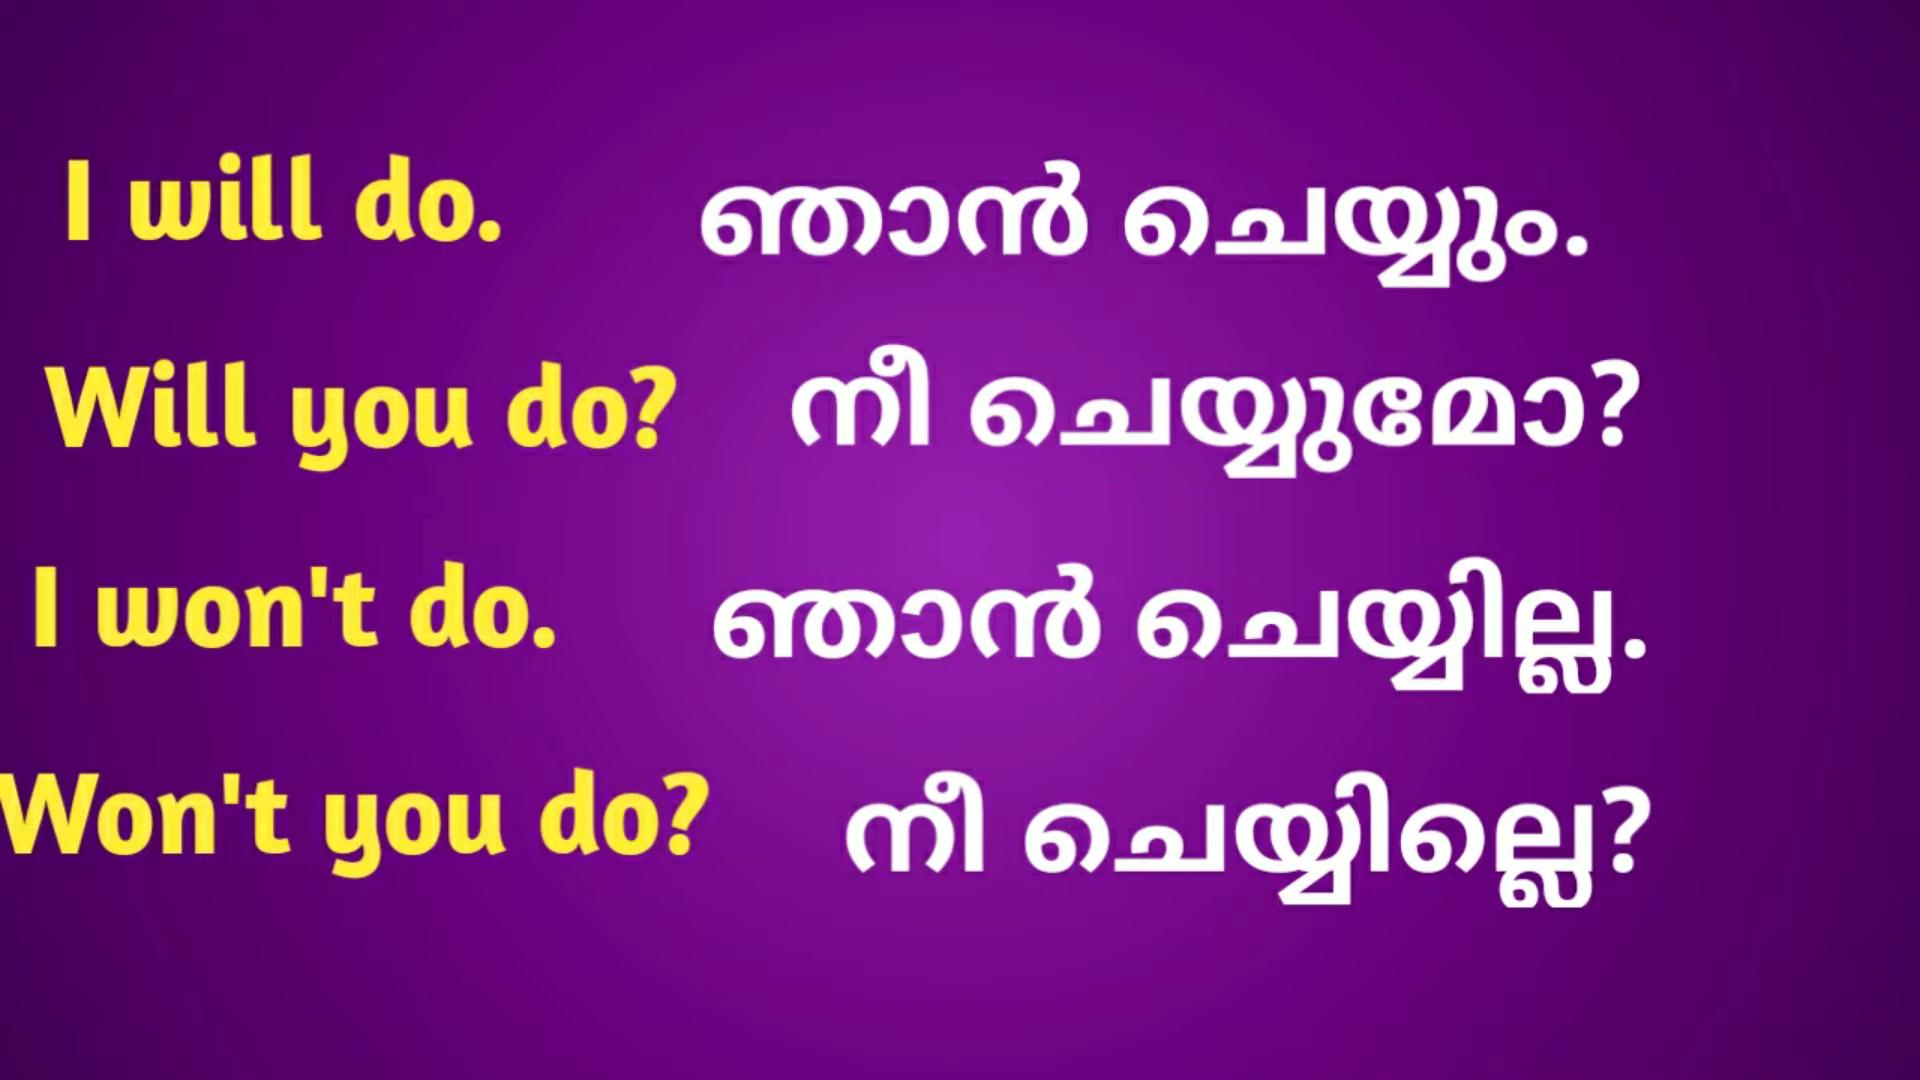 I will do. ഞാൻ ചെയ്യും.
Will you do? നീ ചെയ്യുമോ?
I won't do. ഞാൻ ചെയ്യില്ല.
Won't you do? നീ ചെയ്യില്ലെ?